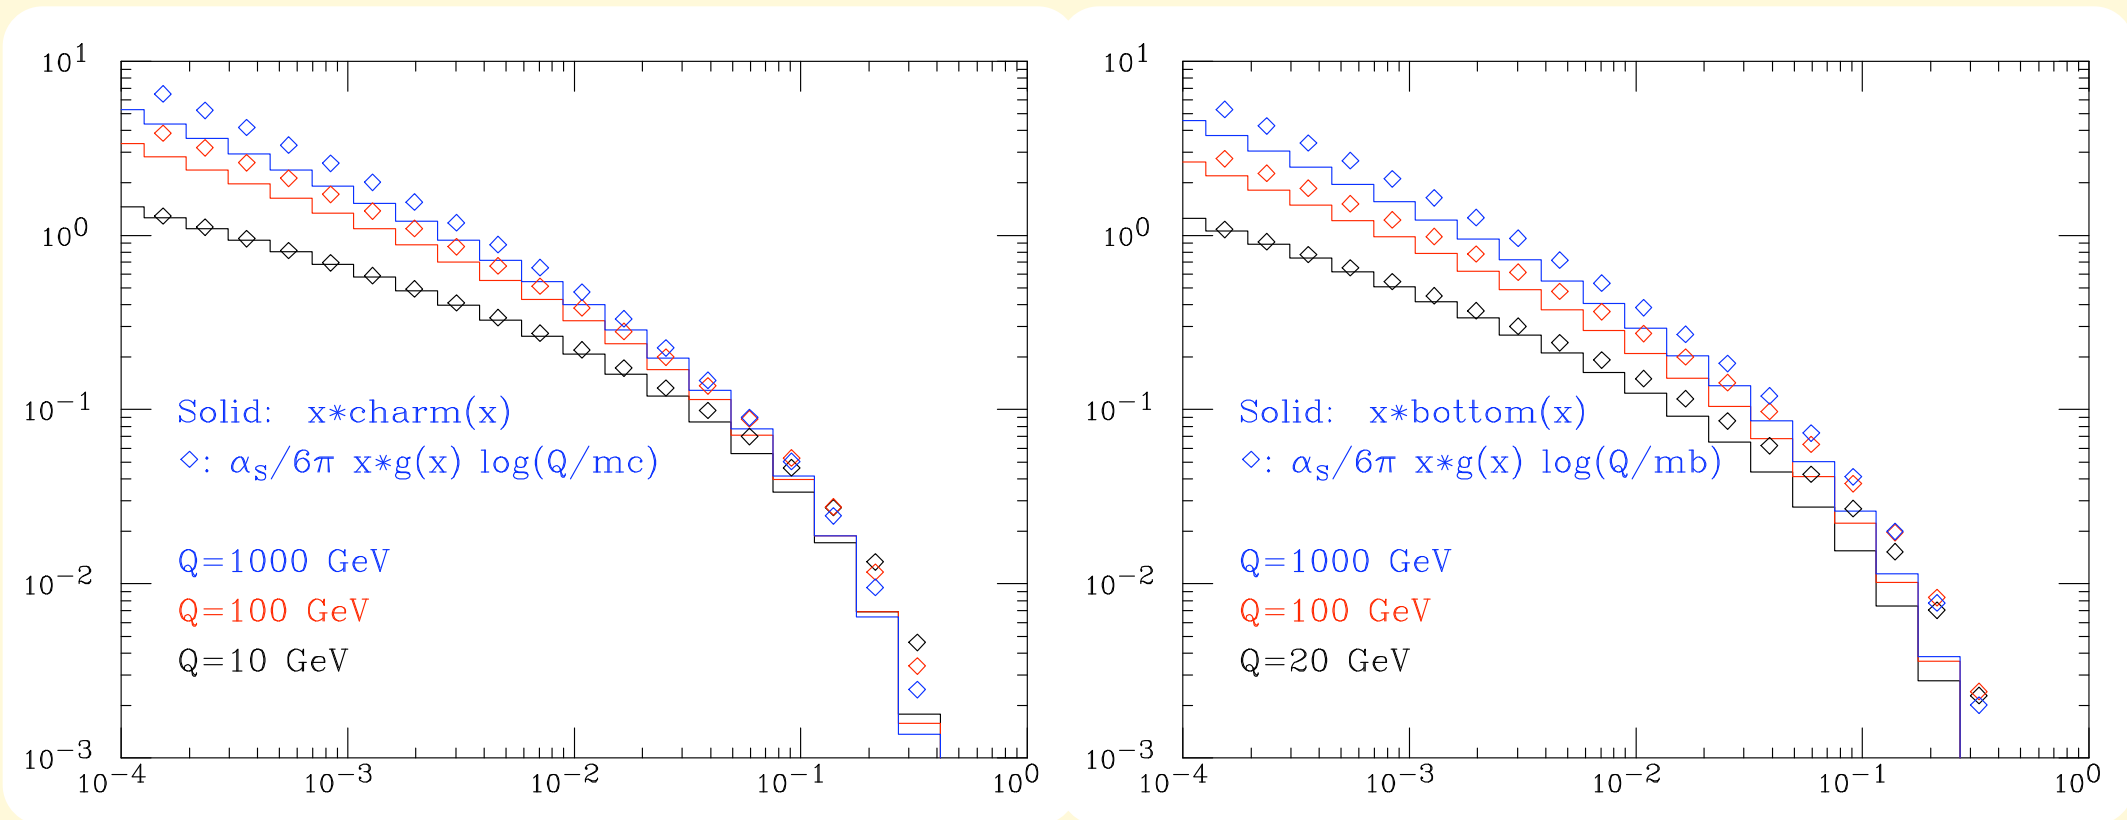 10^1
10^0
10^-1
10^-2
10^-3
10^-4 10^-3 10^-2 10^-1 10^0
Solid: x*charm(x)
◇: α_S/6π x*g(x) log(Q/mc)
Q=1000 GeV
Q=100 GeV
Q=10 GeV
10^1
10^0
10^-1
10^-2
10^-3
10^-4 10^-3 10^-2 10^-1 10^0
Solid: x*bottom(x)
◇: α_S/6π x*g(x) log(Q/mb)
Q=1000 GeV
Q=100 GeV
Q=20 GeV